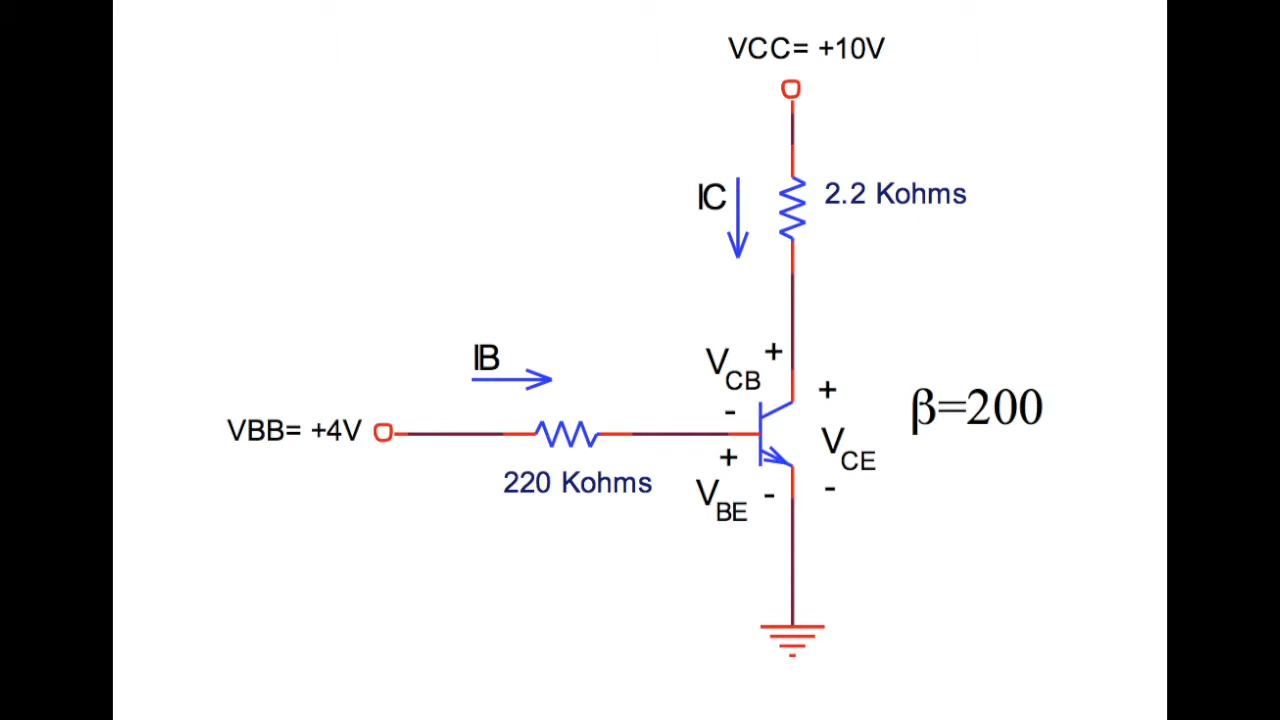 VCC= +10V
IC
2.2 Kohms
IB
VCB
+
-
+
β=200
VBB= +4V
220 Kohms
+
VBE
-
VCE
-